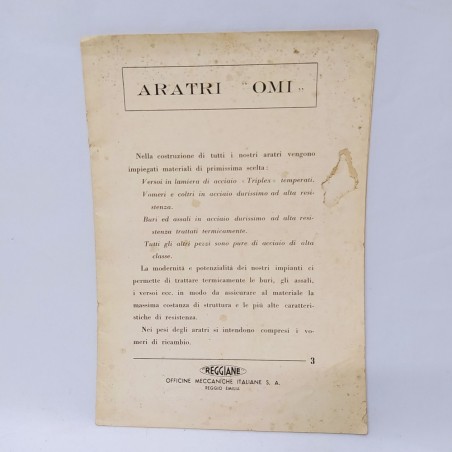 ARATRI "OMI"
Nella costruzione di tutti i nostri aratri vengono
impiegati materiali di primissima scelta:
Versoi in lamiera di acciaio «Triplex» temperati.
Vomeri e coltri in acciaio durissimo ad alta resi-
stenza.
Buri ed assali in acciaio durissimo ad alta resi-
stenza trattati termicamente.
Tutti gli altri pezzi sono pure di acciaio di alta
classe.
La modernità e potenzialità dei nostri impianti ci
permette di trattare termicamente le buri, gli assali,
i versoi ecc. in modo da assicurare al materiale la
massima costanza di struttura e le più alte caratteri-
stiche di resistenza.
Nei pesi degli aratri si intendono compresi i vo-
meri di ricambio.
3
REGGIANE
OFFICINE MECCANICHE ITALIANE S. A.
REGGIO EMILIA